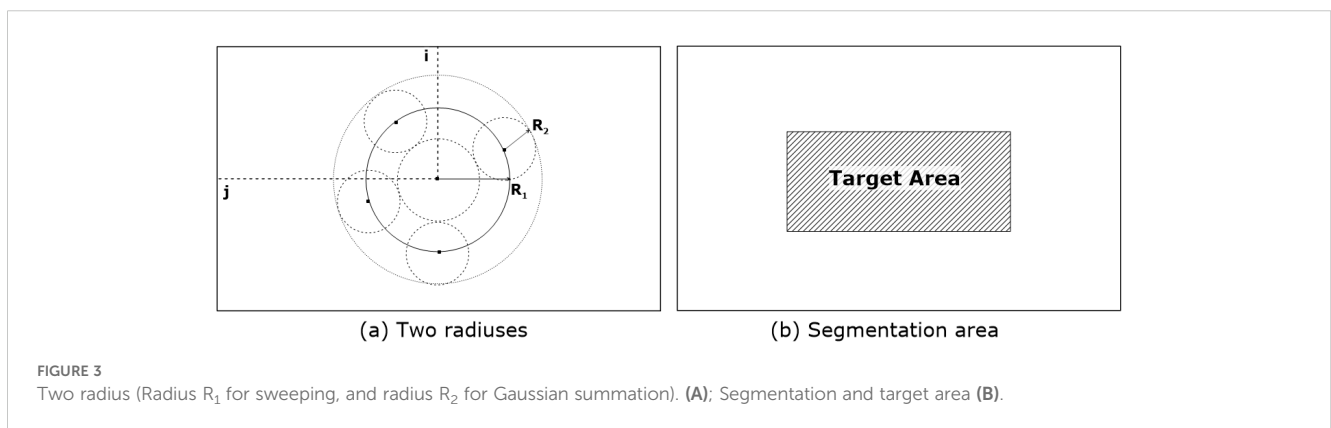 i
R2
j
R1
Target Area
(a) Two radiuses
(b) Segmentation area
FIGURE 3
Two radius (Radius R1 for sweeping, and radius R2 for Gaussian summation). (A); Segmentation and target area (B).